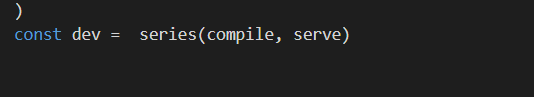 )
const dev =  series(compile, serve)